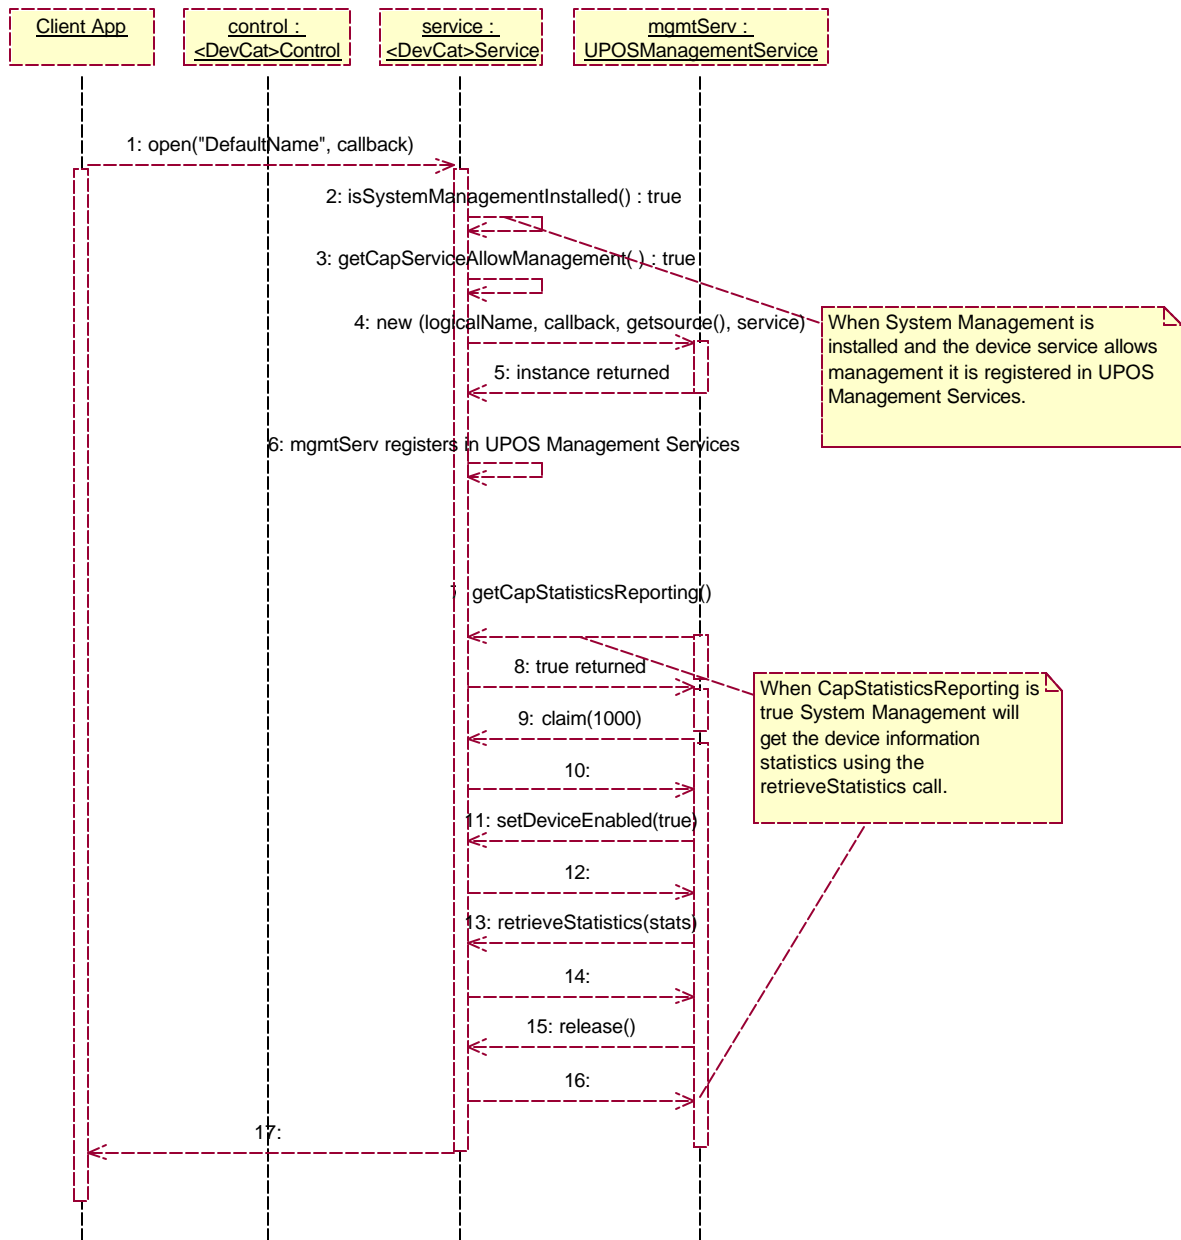 Client App
control :
<DevCat>Control
service :
<DevCat>Service
mgmtServ :
UPOSManagementService
1: open("DefaultName", callback)
2: isSystemManagementInstalled() : true
3: getCapServiceAllowManagement( ) : true
4: new (logicalName, callback, getsource(), service)
When System Management is
installed and the device service allows
management it is registered in UPOS
Management Services.
5: instance returned
6: mgmtServ registers in UPOS Management Services
getCapStatisticsReporting()
8: true returned
When CapStatisticsReporting is
true System Management will
get the device information
statistics using the
retrieveStatistics call.
9: claim(1000)
10:
11: setDeviceEnabled(true)
12:
13: retrieveStatistics(stats)
14:
15: release()
16:
17: